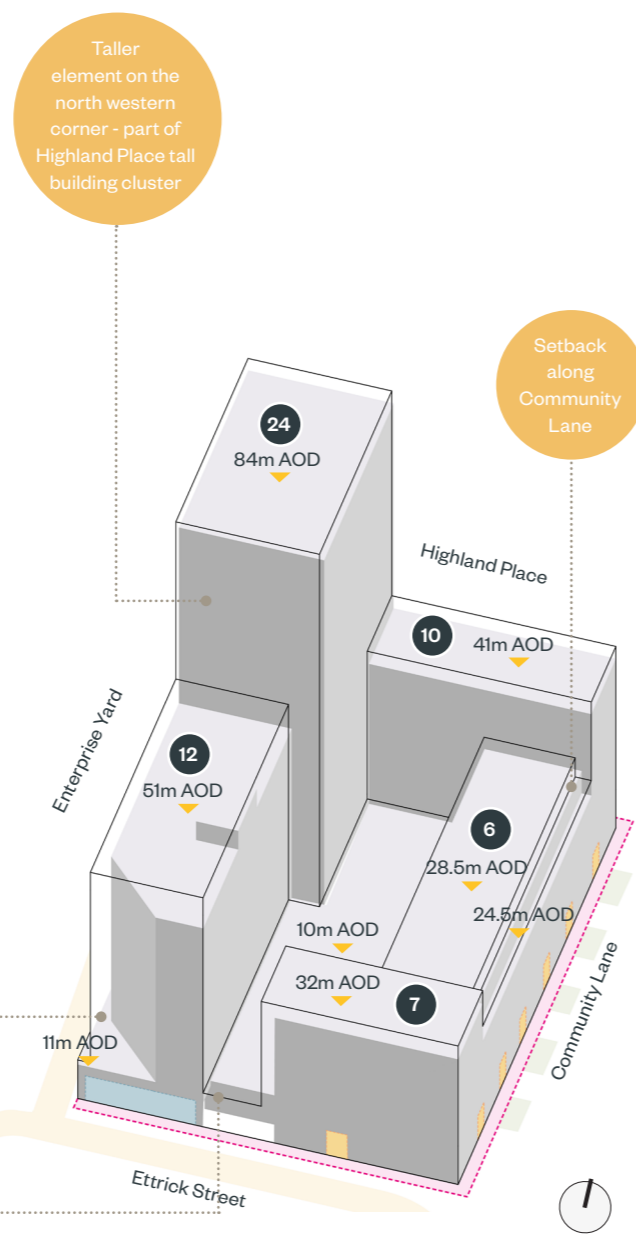 Taller
element on the
north western
corner - part of
Highland Place tall
building cluster
Setback
along
Community
Lane
24
84m AOD
Highland Place
10
41m AOD
Enterprise Yard
12
51m AOD
6
28.5m AOD
24.5m AOD
10m AOD
32m AOD
7
11m AOD
Community Lane
Ettrick Street